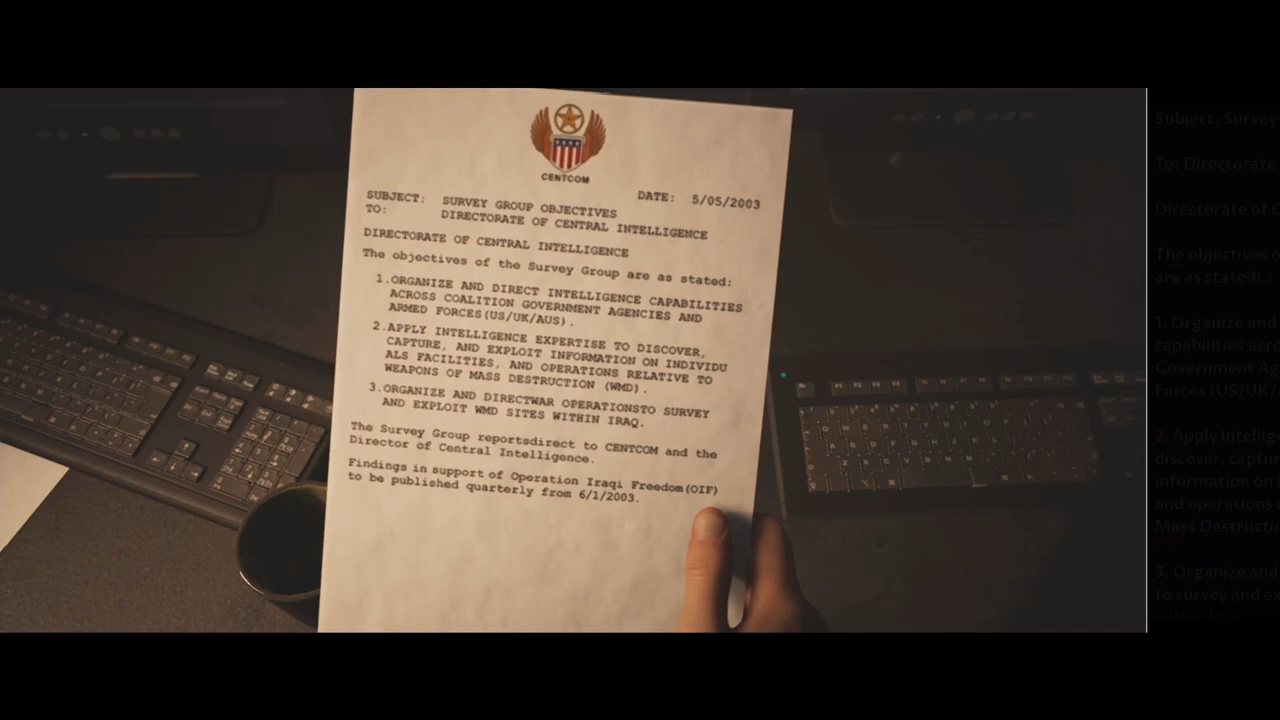 CENTCOM
DATE: 5/05/2003
SUBJECT: SURVEY GROUP OBJECTIVES
TO: DIRECTORATE OF CENTRAL INTELLIGENCE
DIRECTORATE OF CENTRAL INTELLIGENCE
The objectives of the Survey Group are as stated:
1.ORGANIZE AND DIRECT INTELLIGENCE CAPABILITIES
ACROSS COALITION GOVERNMENT AGENCIES AND
ARMED FORCES(US/UK/AUS).
2.APPLY INTELLIGENCE EXPERTISE TO DISCOVER,
CAPTURE, AND EXPLOIT INFORMATION ON INDIVIDU
ALS FACILITIES, AND OPERATIONS RELATIVE TO
WEAPONS OF MASS DESTRUCTION (WMD).
3.ORGANIZE AND DIRECTWAR OPERATIONSTO SURVEY
AND EXPLOIT WMD SITES WITHIN IRAQ.
The Survey Group reportsdirect to CENTCOM and the
Director of Central Intelligence.
Findings in support of Operation Iraqi Freedom(OIF)
to be published quarterly from 6/1/2003.
Subject: Survey
To: Directorate
Directorate of
The objectives
are as stated:
1. Organize and
capabilities
Government
Forces (US/UK/
2. Apply
discover,
information on
and operations
Mass
3. Organize and
to survey and